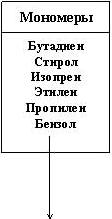 Мономеры
Бутадиен
Стирол
Изопрен
Этилен
Пропилен
Бензол